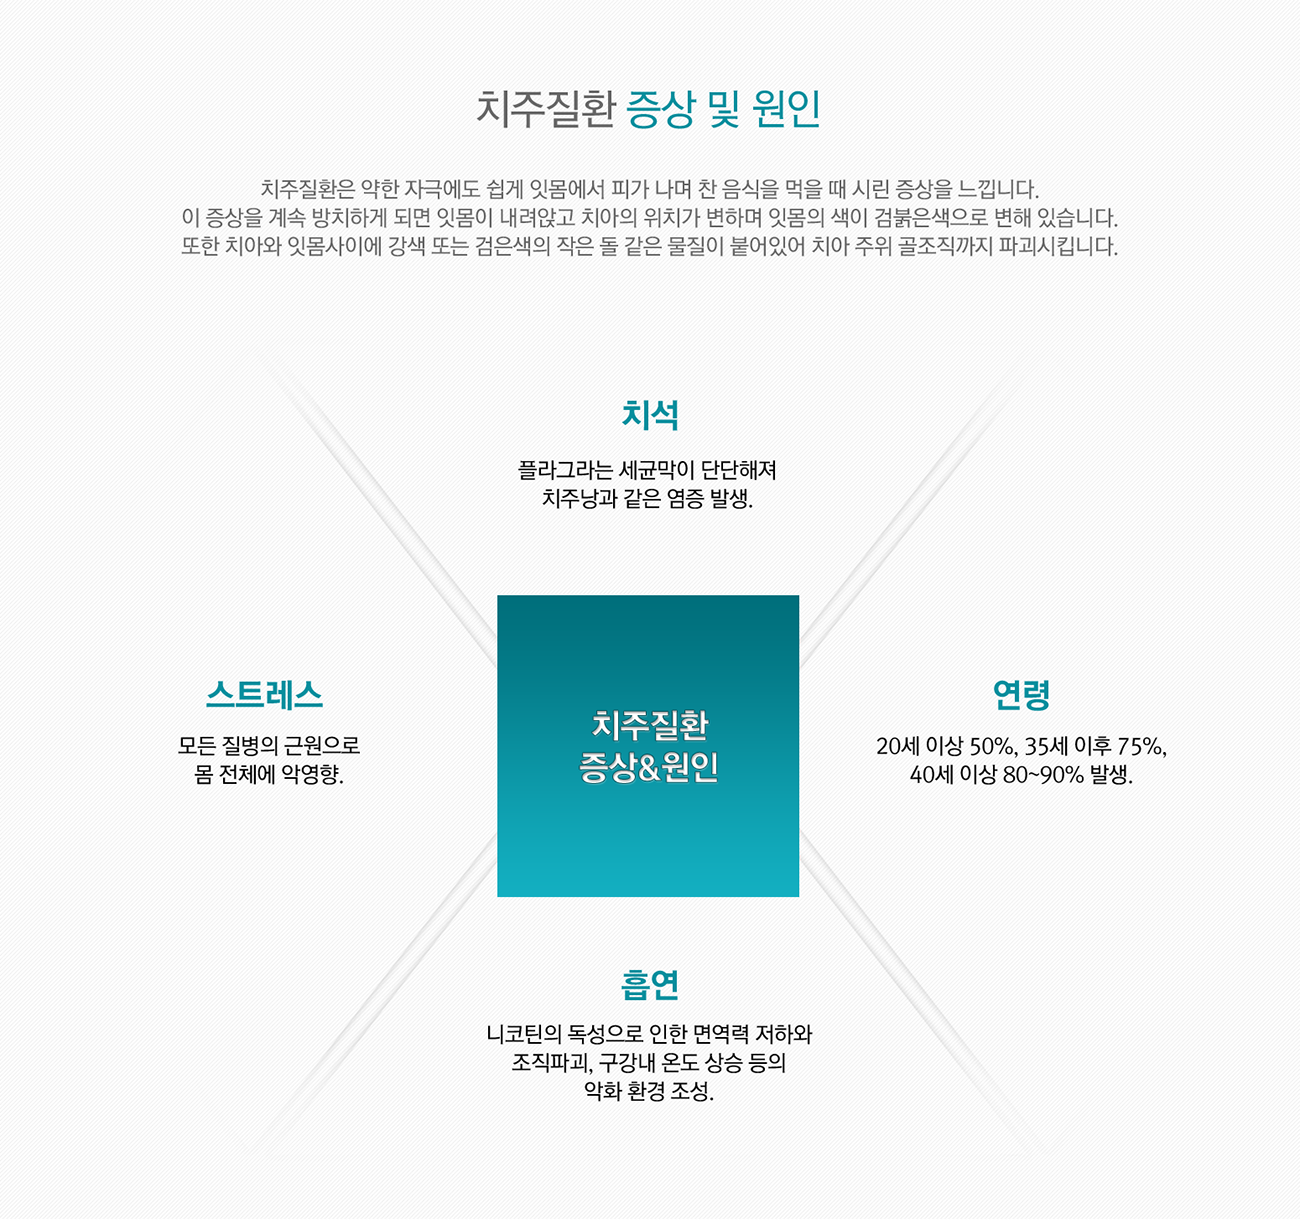 치주질환 증상 및 원인
치주질환은 약한 자극에도 쉽게 잇몸에서 피가 나며 찬 음식을 먹을 때 시린 증상을 느낍니다.
이 증상을 계속 방치하게 되면 잇몸이 내려앉고 치아의 위치가 변하며 잇몸의 색이 검붉은색으로 변해 있습니다.
또한 치아와 잇몸사이에 강색 또는 검은색의 작은 돌 같은 물질이 붙어있어 치아 주위 골조직까지 파괴시킵니다.
치석
플라그라는 세균막이 단단해져
치주낭과 같은 염증 발생.
스트레스
모든 질병의 근원으로
몸 전체에 악영향.
치주질환
증상&원인
연령
20세 이상 50%, 35세 이후 75%,
40세 이상 80~90% 발생.
흡연
니코틴의 독성으로 인한 면역력 저하와
조직파괴, 구강내 온도 상승 등의
악화 환경 조성.